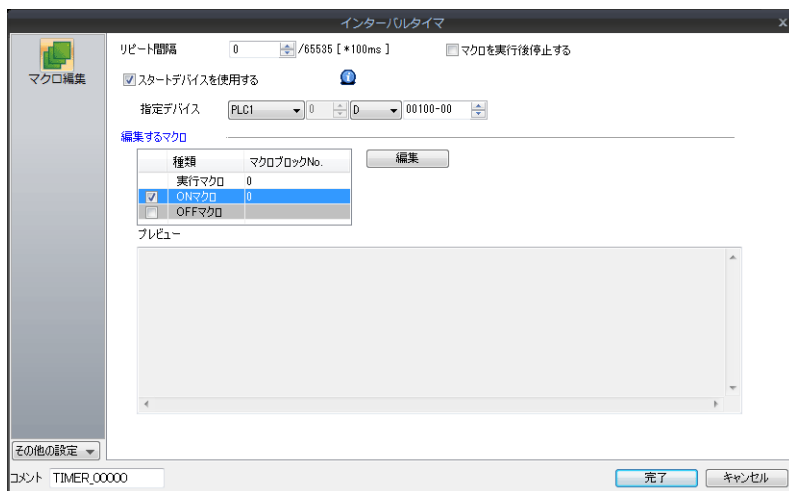 インターバルタイマ x
マクロ編集
リピート間隔 0 /65535 [ *100ms ] マクロを実行後停止する
スタートデバイスを使用する
指定デバイス PLC1 0 D 00100-00
編集するマクロ
種類 マクロブロックNo. 編集
実行マクロ 0
ONマクロ 0
OFFマクロ
プレビュー
その他の設定
コメント TIMER_00000 完了 キャンセル